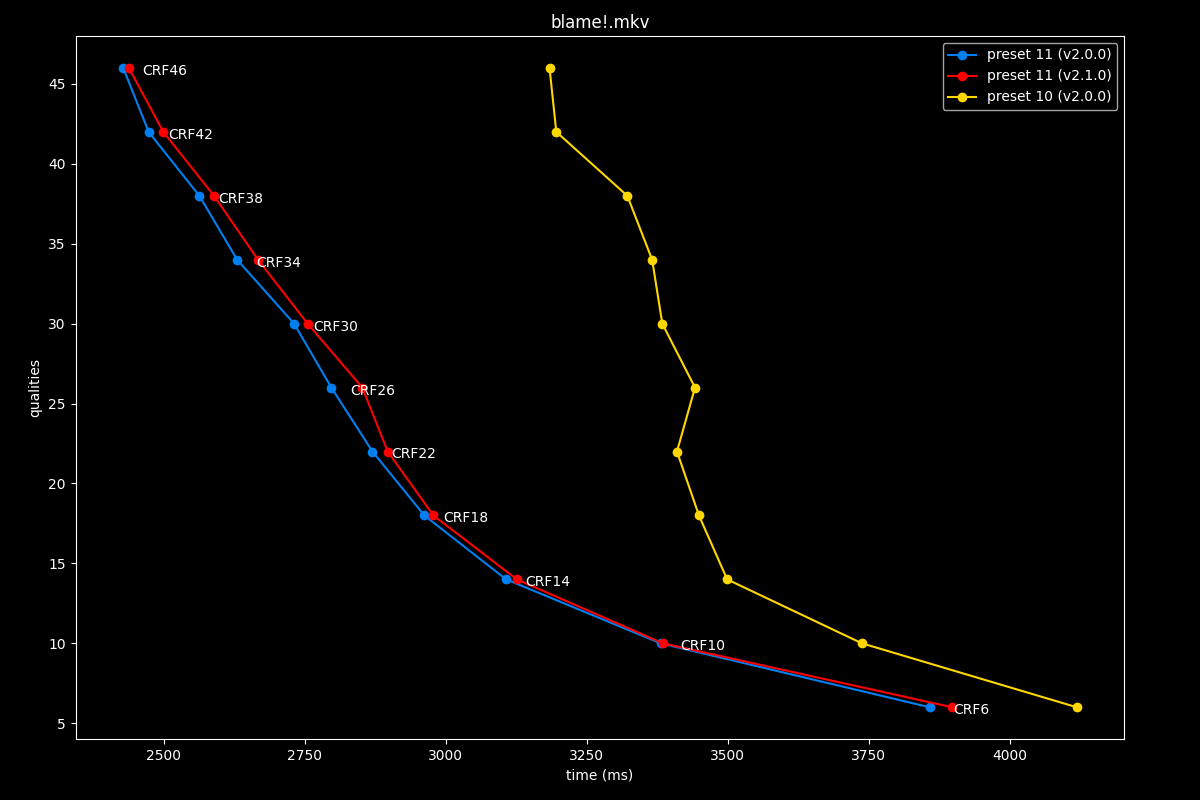 blame!.mkv
preset 11 (v2.0.0)
preset 11 (v2.1.0)
preset 10 (v2.0.0)
CRF46
CRF42
CRF38
CRF34
CRF30
CRF26
CRF22
CRF18
CRF14
CRF10
CRF6
45
40
35
30
25
20
15
10
5
qualities
2500 2750 3000 3250 3500 3750 4000
time (ms)